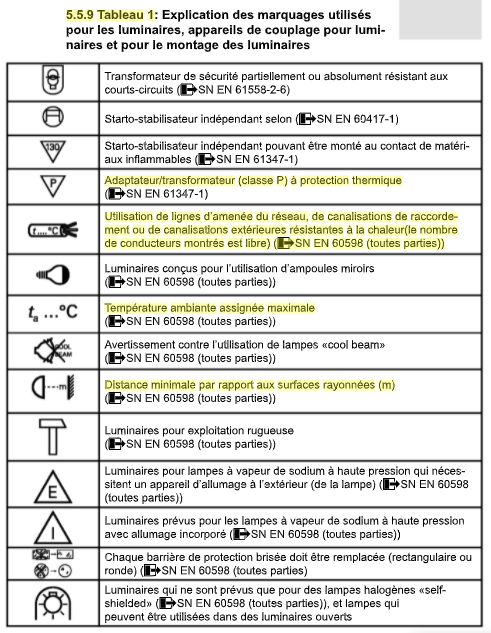 5.5.9 Tableau 1: Explication des marquages utilisés
pour les luminaires, appareils de couplage pour lumi-
naires et pour le montage des luminaires
Transformateur de sécurité partiellement ou absolument résistant aux
courts-circuits (SN EN 61558-2-6)
Starto-stabilisateur indépendant selon (SN EN 60417-1)
130
Starto-stabilisateur indépendant pouvant être monté au contact de matéri-
aux inflammables (SN EN 61347-1)
P
Adaptateur/transformateur (classe P) à protection thermique
(SN EN 61347-1)
t....°C
Utilisation de lignes d'amenée du réseau, de canalisations de raccorde-
ment ou de canalisations extérieures résistantes à la chaleur(le nombre
de conducteurs montrés est libre) (SN EN 60598 (toutes parties))
Luminaires conçus pour l'utilisation d'ampoules miroirs
(SN EN 60598 (toutes parties))
ta ...°C
Température ambiante assignée maximale
(SN EN 60598 (toutes parties))
COOL
BEAM
Avertissement contre l'utilisation de lampes «cool beam»
(SN EN 60598 (toutes parties))
m
Distance minimale par rapport aux surfaces rayonnées (m)
(SN EN 60598 (toutes parties))
Luminaires pour exploitation rugueuse
(SN EN 60598 (toutes parties))
E
Luminaires pour lampes à vapeur de sodium à haute pression qui néces-
sitent un appareil d'allumage à l'extérieur (de la lampe) (SN EN 60598
(toutes parties))
I
Luminaires prévus pour les lampes à vapeur de sodium à haute pression
avec allumage incorporé (SN EN 60598 (toutes parties))
Chaque barrière de protection brisée doit être remplacée (rectangulaire ou
ronde) (SN EN 60598 (toutes parties)
Luminaires qui ne sont prévus que pour des lampes halogènes «self-
shielded» (SN EN 60598 (toutes parties)), et lampes qui
peuvent être utilisées dans des luminaires ouverts